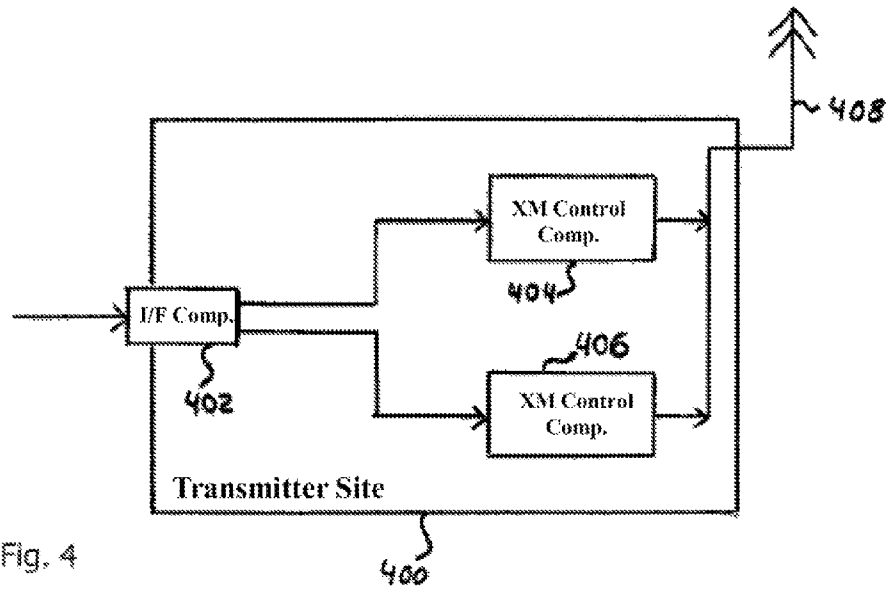 408
XM Control
Comp.
404
I/F Comp.
402
406
XM Control
Comp.
Transmitter Site
400
Fig. 4